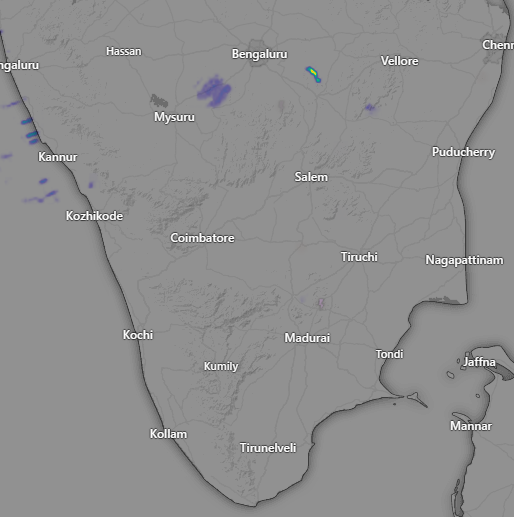 Chenn
Hassan
Bengaluru
ngaluru
Vellore
Mysuru
Puducherry
Kannur
Salem
Kozhikode
Coimbatore
Tiruchi
Nagapattinam
Kochi
Madurai
Tondi
Jaffna
Kumily
Mannar
Kollam
Tirunelveli